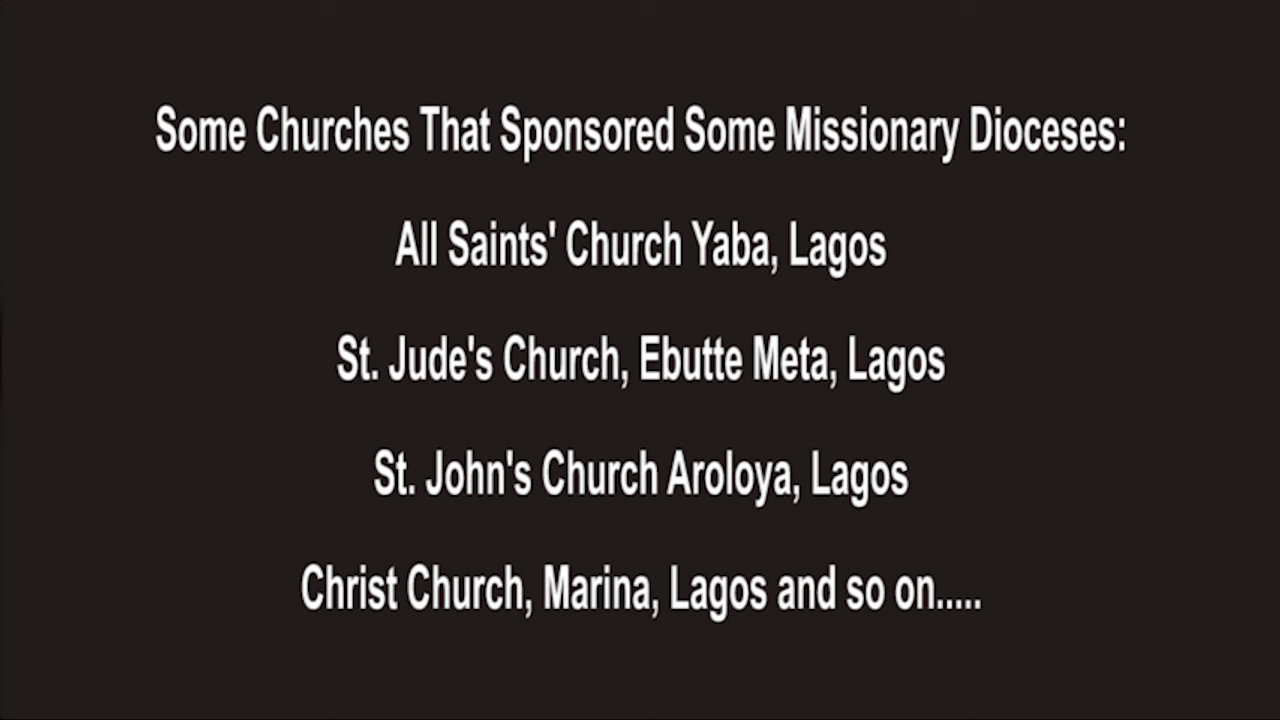 Some Churches That Sponsored Some Missionary Dioceses:
All Saints' Church Yaba, Lagos
St. Jude's Church, Ebutte Meta, Lagos
St. John's Church Aroloya, Lagos
Christ Church, Marina, Lagos and so on.....